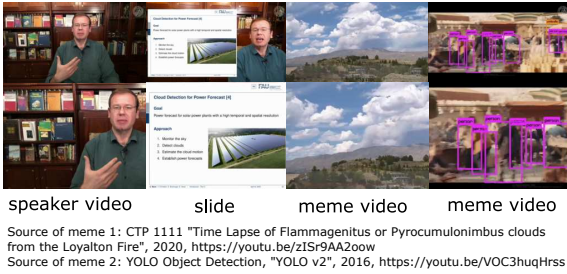 Cloud Detection for Power Forecast [4]
Goal
Approach
TAU
Cloud Detection for Power Forecast [4]
Goal
Power forecast for solar power plants with a high temporal and spatial resolution
Approach
1. Monitor the sky
2. Detect clouds
3. Estimate the cloud motion
4. Establish power forecasts
speaker video
slide
meme video
meme video
Source of meme 1: CTP 1111 "Time Lapse of Flammagenitus or Pyrocumulonimbus clouds
from the Loyalton Fire", 2020, https://youtu.be/zISr9AA2oow
Source of meme 2: YOLO Object Detection, "YOLO v2", 2016, https://youtu.be/VOC3huqHrss